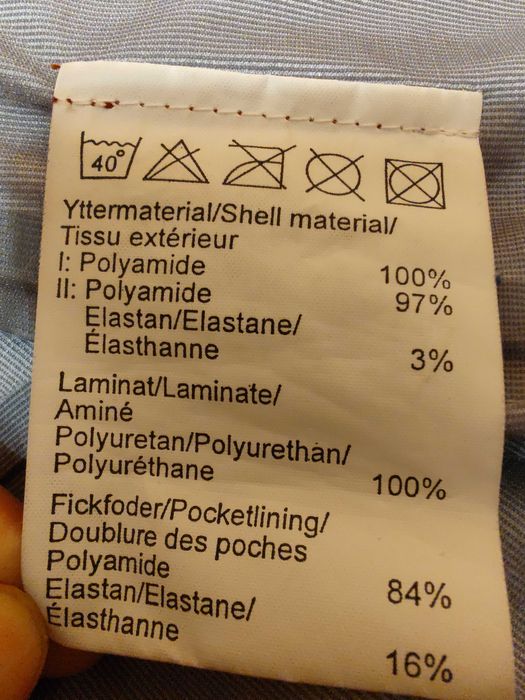 40°
Yttermaterial/Shell material/
Tissu extérieur
I: Polyamide 100%
II: Polyamide 97%
Elastan/Elastane/
Élasthanne 3%
Laminat/Laminate/
Aminé
Polyuretan/Polyurethan/
Polyuréthane 100%
Fickfoder/Pocketlining/
Doublure des poches
Polyamide 84%
Elastan/Elastane/
Élasthanne 16%